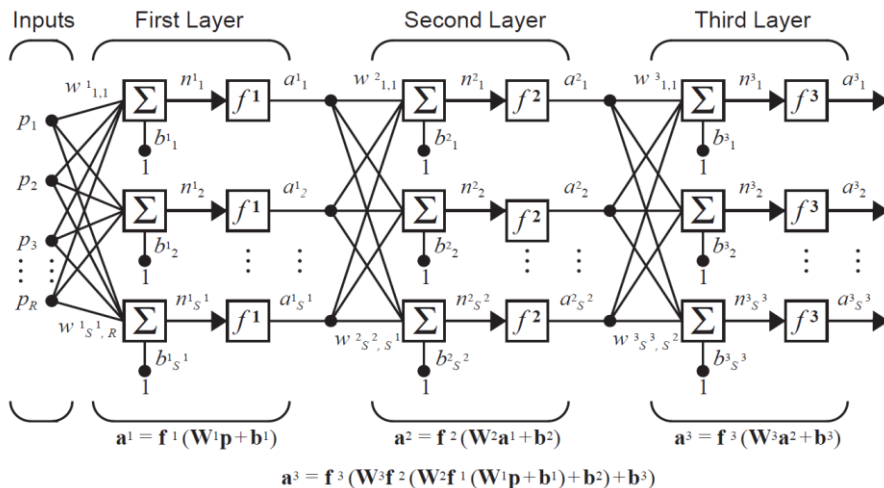 Inputs First Layer Second Layer Third Layer
w¹₁,₁ n¹₁ a¹₁ w²₁,₁ n²₁ a²₁ w³₁,₁ n³₁ a³₁
p₁ Σ f¹ Σ f² Σ f³
b¹₁ b²₁ b³₁
1 1 1
p₂ n¹₂ a¹₂ n²₂ a²₂ n³₂ a³₂
Σ f¹ Σ f² Σ f³
p₃ b¹₂ b²₂ b³₂
1 1 1
p_R n¹_S¹ a¹_S¹ n²_S² a²_S² n³_S³ a³_S³
Σ f¹ Σ f² Σ f³
w¹_S¹,R w²_S²,S¹ w³_S³,S²
b¹_S¹ b²_S² b³_S³
1 1 1
a¹ = f¹(W¹p+b¹) a² = f²(W²a¹+b²) a³ = f³(W³a²+b³)
a³ = f³(W³f²(W²f¹(W¹p+b¹)+b²)+b³)